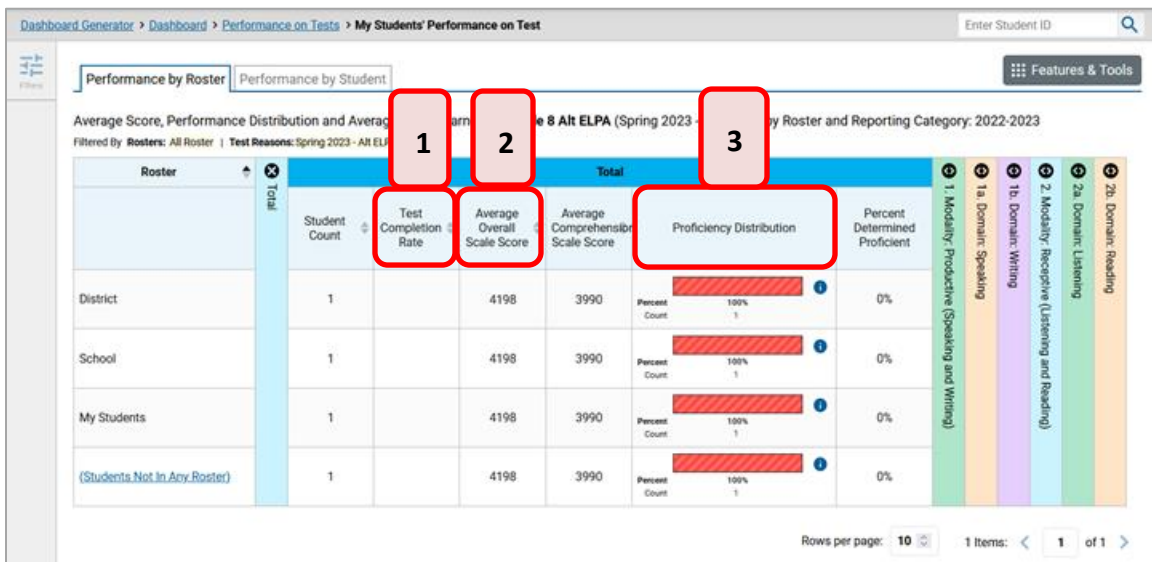 Dashboard Generator > Dashboard > Performance on Tests > My Students' Performance on Test
Enter Student ID
Filters
Performance by Roster
Performance by Student
Features & Tools
Average Score, Performance Distribution and Averag arn e 8 Alt ELPA (Spring 2023 - y Roster and Reporting Category: 2022-2023
Filtered By Rosters: All Roster | Test Reasons: Spring 2023 - Alt ELP
1
2
3
Roster
Total
Total
Student Count
Test Completion Rate
Average Overall Scale Score
Average Comprehension Scale Score
Proficiency Distribution
Percent Determined Proficient
1. Modality: Productive (Speaking and Writing)
1a. Domain: Speaking
1b. Domain: Writing
2. Modality: Receptive (Listening and Reading)
2a. Domain: Listening
2b. Domain: Reading
District 1 4198 3990 Percent 100% 0%
Count 1
School 1 4198 3990 Percent 100% 0%
Count 1
My Students 1 4198 3990 Percent 100% 0%
Count 1
(Students Not In Any Roster) 1 4198 3990 Percent 100% 0%
Count 1
Rows per page: 10 1 Items: < 1 of 1 >